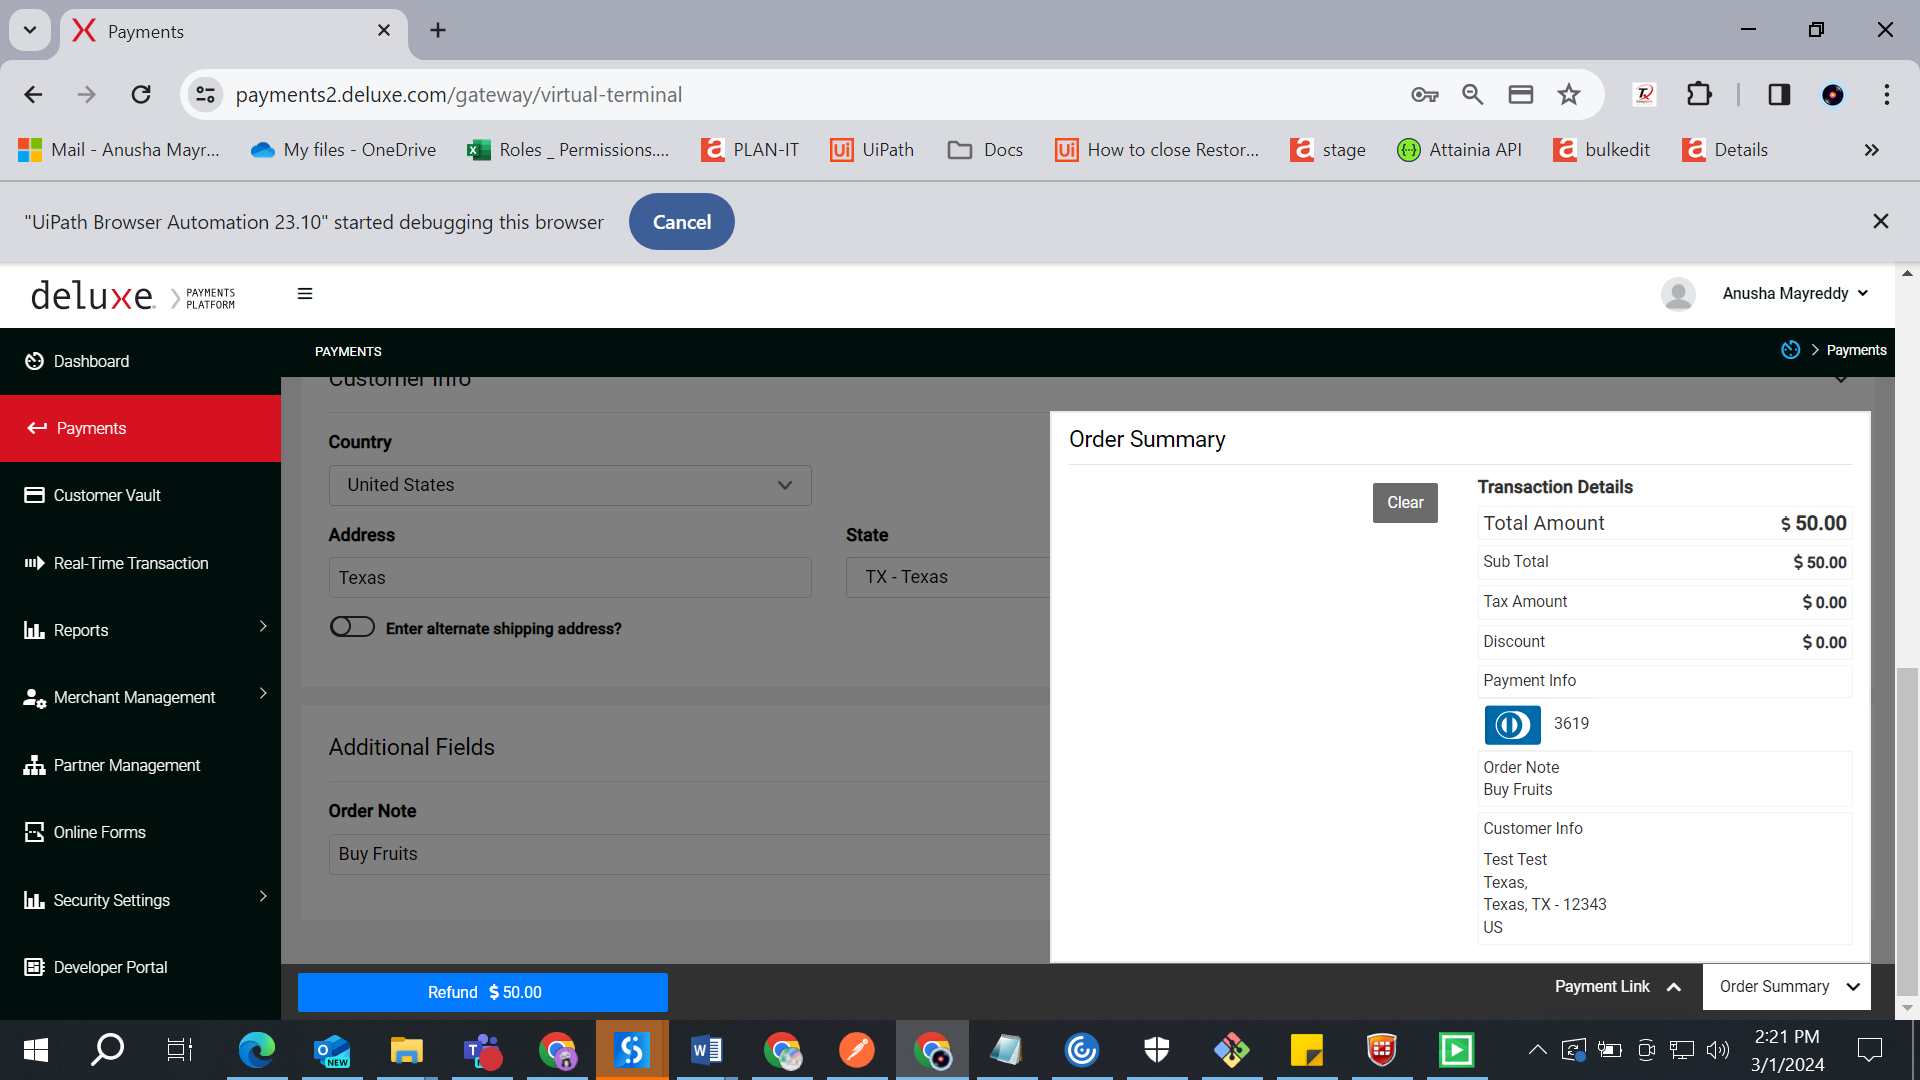 Payments
payments2.deluxe.com/gateway/virtual-terminal
Mail - Anusha Mayr...
My files - OneDrive
Roles _ Permissions....
PLAN-IT
UiPath
Docs
How to close Restor...
stage
Attainia API
bulkedit
Details
"UiPath Browser Automation 23.10" started debugging this browser
Cancel
deluxe. PAYMENTS PLATFORM
Anusha Mayreddy
PAYMENTS
Payments
Dashboard
Payments
Customer Vault
Real-Time Transaction
Reports
Merchant Management
Partner Management
Online Forms
Security Settings
Developer Portal
Customer Info
Country
United States
Address
Texas
State
TX - Texas
Enter alternate shipping address?
Additional Fields
Order Note
Buy Fruits
Order Summary
Clear
Transaction Details
Total Amount $ 50.00
Sub Total $ 50.00
Tax Amount $ 0.00
Discount $ 0.00
Payment Info
3619
Order Note
Buy Fruits
Customer Info
Test Test
Texas,
Texas, TX - 12343
US
Refund $ 50.00
Payment Link
Order Summary
2:21 PM
3/1/2024